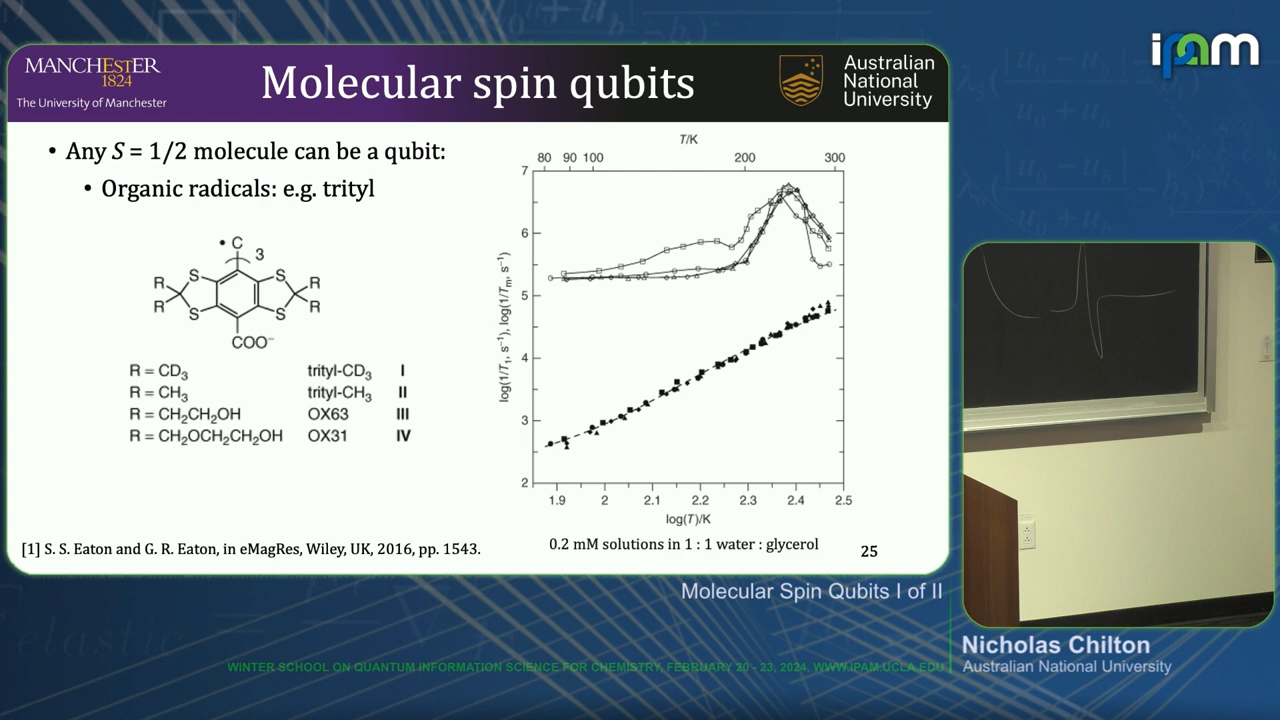 MANCHESTER
1824
The University of Manchester
Molecular spin qubits
Australian
National
University
ipam
• Any S = 1/2 molecule can be a qubit:
• Organic radicals: e.g. trityl
• C
3
R
R
S
S
S
S
R
R
COO⁻
R = CD₃ trityl-CD₃ I
R = CH₃ trityl-CH₃ II
R = CH₂CH₂OH OX63 III
R = CH₂OCH₂CH₂OH OX31 IV
T/K
80 90 100 200 300
7
6
5
4
3
2
log(1/T₁, s⁻¹), log(1/Tₘ, s⁻¹)
1.9 2 2.1 2.2 2.3 2.4 2.5
log(T)/K
0.2 mM solutions in 1 : 1 water : glycerol
[1] S. S. Eaton and G. R. Eaton, in eMagRes, Wiley, UK, 2016, pp. 1543.
25
Molecular Spin Qubits I of II
Nicholas Chilton
Australian National University
WINTER SCHOOL ON QUANTUM INFORMATION SCIENCE FOR CHEMISTRY, FEBRUARY 20 - 23, 2024, WWW.IPAM.UCLA.EDU
elastic